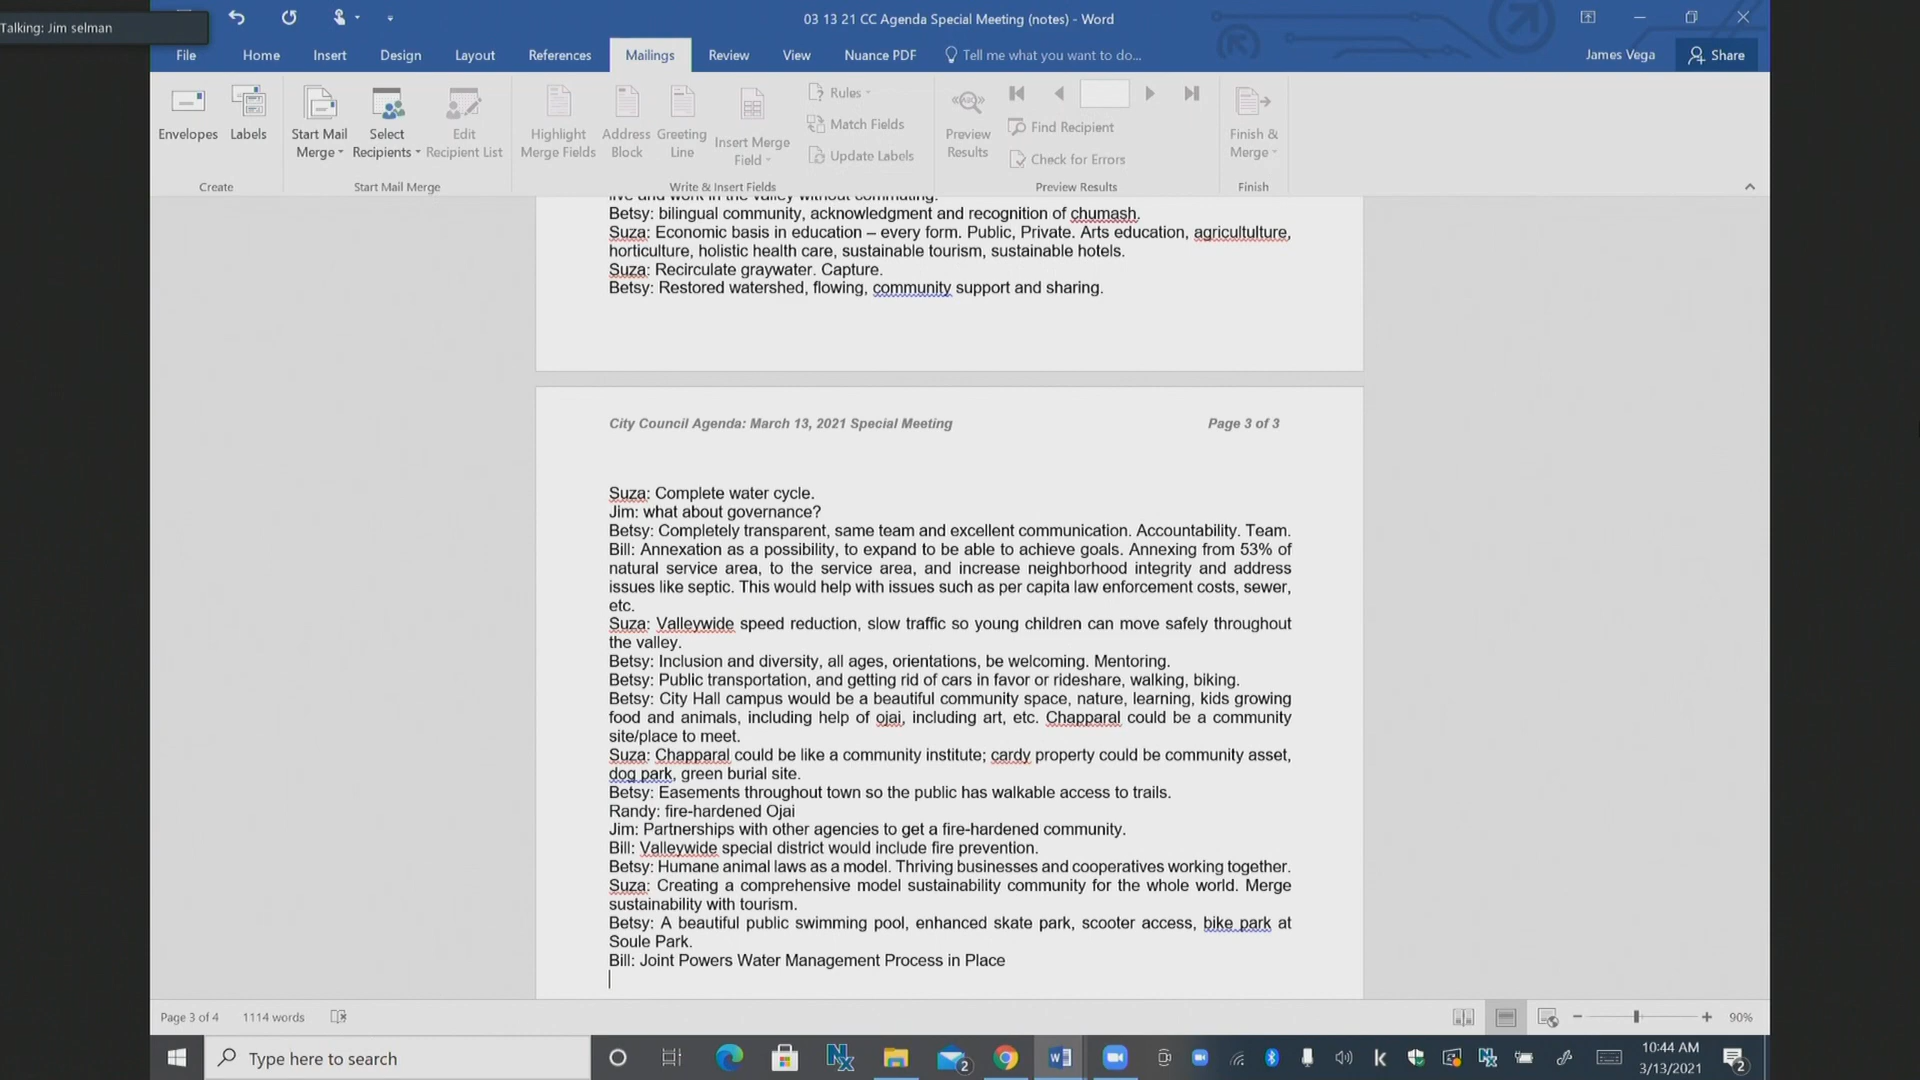 Talking: Jim selman
03 13 21 CC Agenda Special Meeting (notes) - Word
File Home Insert Design Layout References Mailings Review View Nuance PDF Tell me what you want to do... James Vega Share
Envelopes Labels Start Mail Merge Select Recipients Edit Recipient List Highlight Merge Fields Address Block Greeting Line Insert Merge Field Rules Match Fields Update Labels Preview Results Find Recipient Check for Errors Finish & Merge
Create Start Mail Merge Write & Insert Fields Preview Results Finish
live and work in the valley without commuting.
Betsy: bilingual community, acknowledgment and recognition of chumash.
Suza: Economic basis in education – every form. Public, Private. Arts education, agricultulture,
horticulture, holistic health care, sustainable tourism, sustainable hotels.
Suza: Recirculate graywater. Capture.
Betsy: Restored watershed, flowing, community support and sharing.
City Council Agenda: March 13, 2021 Special Meeting Page 3 of 3
Suza: Complete water cycle.
Jim: what about governance?
Betsy: Completely transparent, same team and excellent communication. Accountability. Team.
Bill: Annexation as a possibility, to expand to be able to achieve goals. Annexing from 53% of
natural service area, to the service area, and increase neighborhood integrity and address
issues like septic. This would help with issues such as per capita law enforcement costs, sewer,
etc.
Suza: Valleywide speed reduction, slow traffic so young children can move safely throughout
the valley.
Betsy: Inclusion and diversity, all ages, orientations, be welcoming. Mentoring.
Betsy: Public transportation, and getting rid of cars in favor or rideshare, walking, biking.
Betsy: City Hall campus would be a beautiful community space, nature, learning, kids growing
food and animals, including help of ojai, including art, etc. Chapparal could be a community
site/place to meet.
Suza: Chapparal could be like a community institute; cardy property could be community asset,
dog park, green burial site.
Betsy: Easements throughout town so the public has walkable access to trails.
Randy: fire-hardened Ojai
Jim: Partnerships with other agencies to get a fire-hardened community.
Bill: Valleywide special district would include fire prevention.
Betsy: Humane animal laws as a model. Thriving businesses and cooperatives working together.
Suza: Creating a comprehensive model sustainability community for the whole world. Merge
sustainability with tourism.
Betsy: A beautiful public swimming pool, enhanced skate park, scooter access, bike park at
Soule Park.
Bill: Joint Powers Water Management Process in Place
Page 3 of 4 1114 words 90%
Type here to search 2 10:44 AM 2
3/13/2021